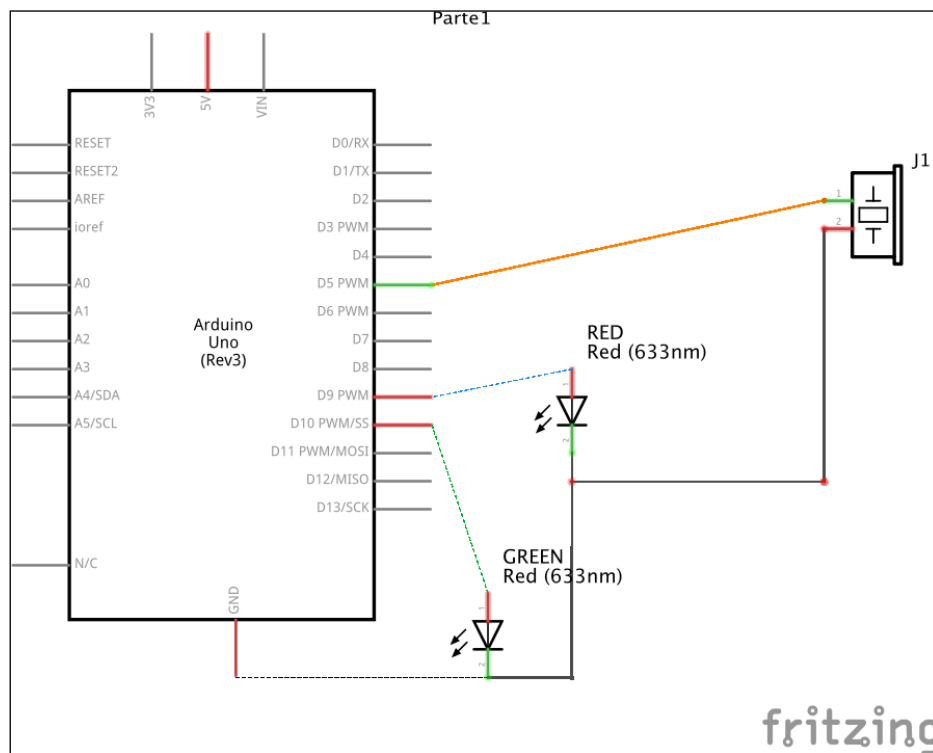 Parte1
3V3
5V
VIN
RESET
RESET2
AREF
ioref
A0
A1
A2
A3
A4/SDA
A5/SCL
N/C
D0/RX
D1/TX
D2
D3 PWM
D4
D5 PWM
D6 PWM
D7
D8
D9 PWM
D10 PWM/SS
D11 PWM/MOSI
D12/MISO
D13/SCK
Arduino
Uno
(Rev3)
GND
J1
1
2
RED
Red (633nm)
1
2
GREEN
Red (633nm)
1
2
fritzing